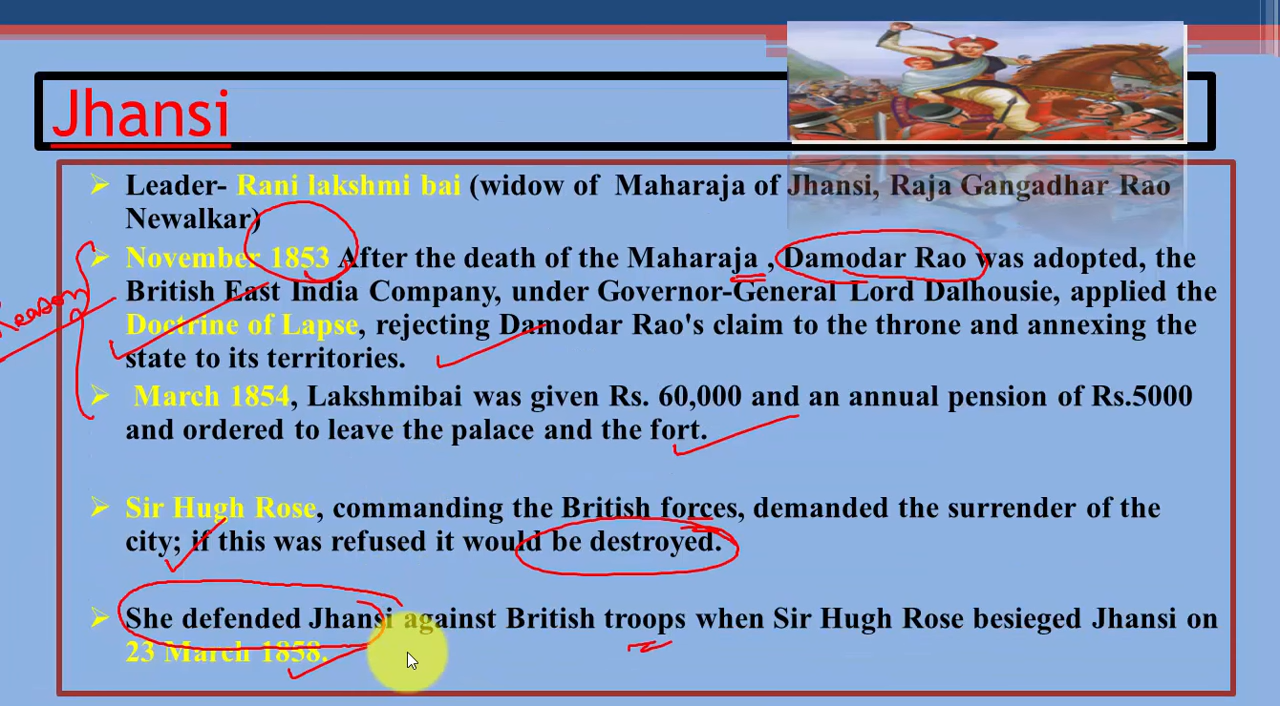 Jhansi
Leader- Rani lakshmi bai (widow of Maharaja of Jhansi, Raja Gangadhar Rao
Newalkar)
November 1853 After the death of the Maharaja , Damodar Rao was adopted, the
British East India Company, under Governor-General Lord Dalhousie, applied the
Doctrine of Lapse, rejecting Damodar Rao's claim to the throne and annexing the
state to its territories.
Reason
March 1854, Lakshmibai was given Rs. 60,000 and an annual pension of Rs.5000
and ordered to leave the palace and the fort.
Sir Hugh Rose, commanding the British forces, demanded the surrender of the
city; if this was refused it would be destroyed.
She defended Jhansi against British troops when Sir Hugh Rose besieged Jhansi on
23 March 1858.